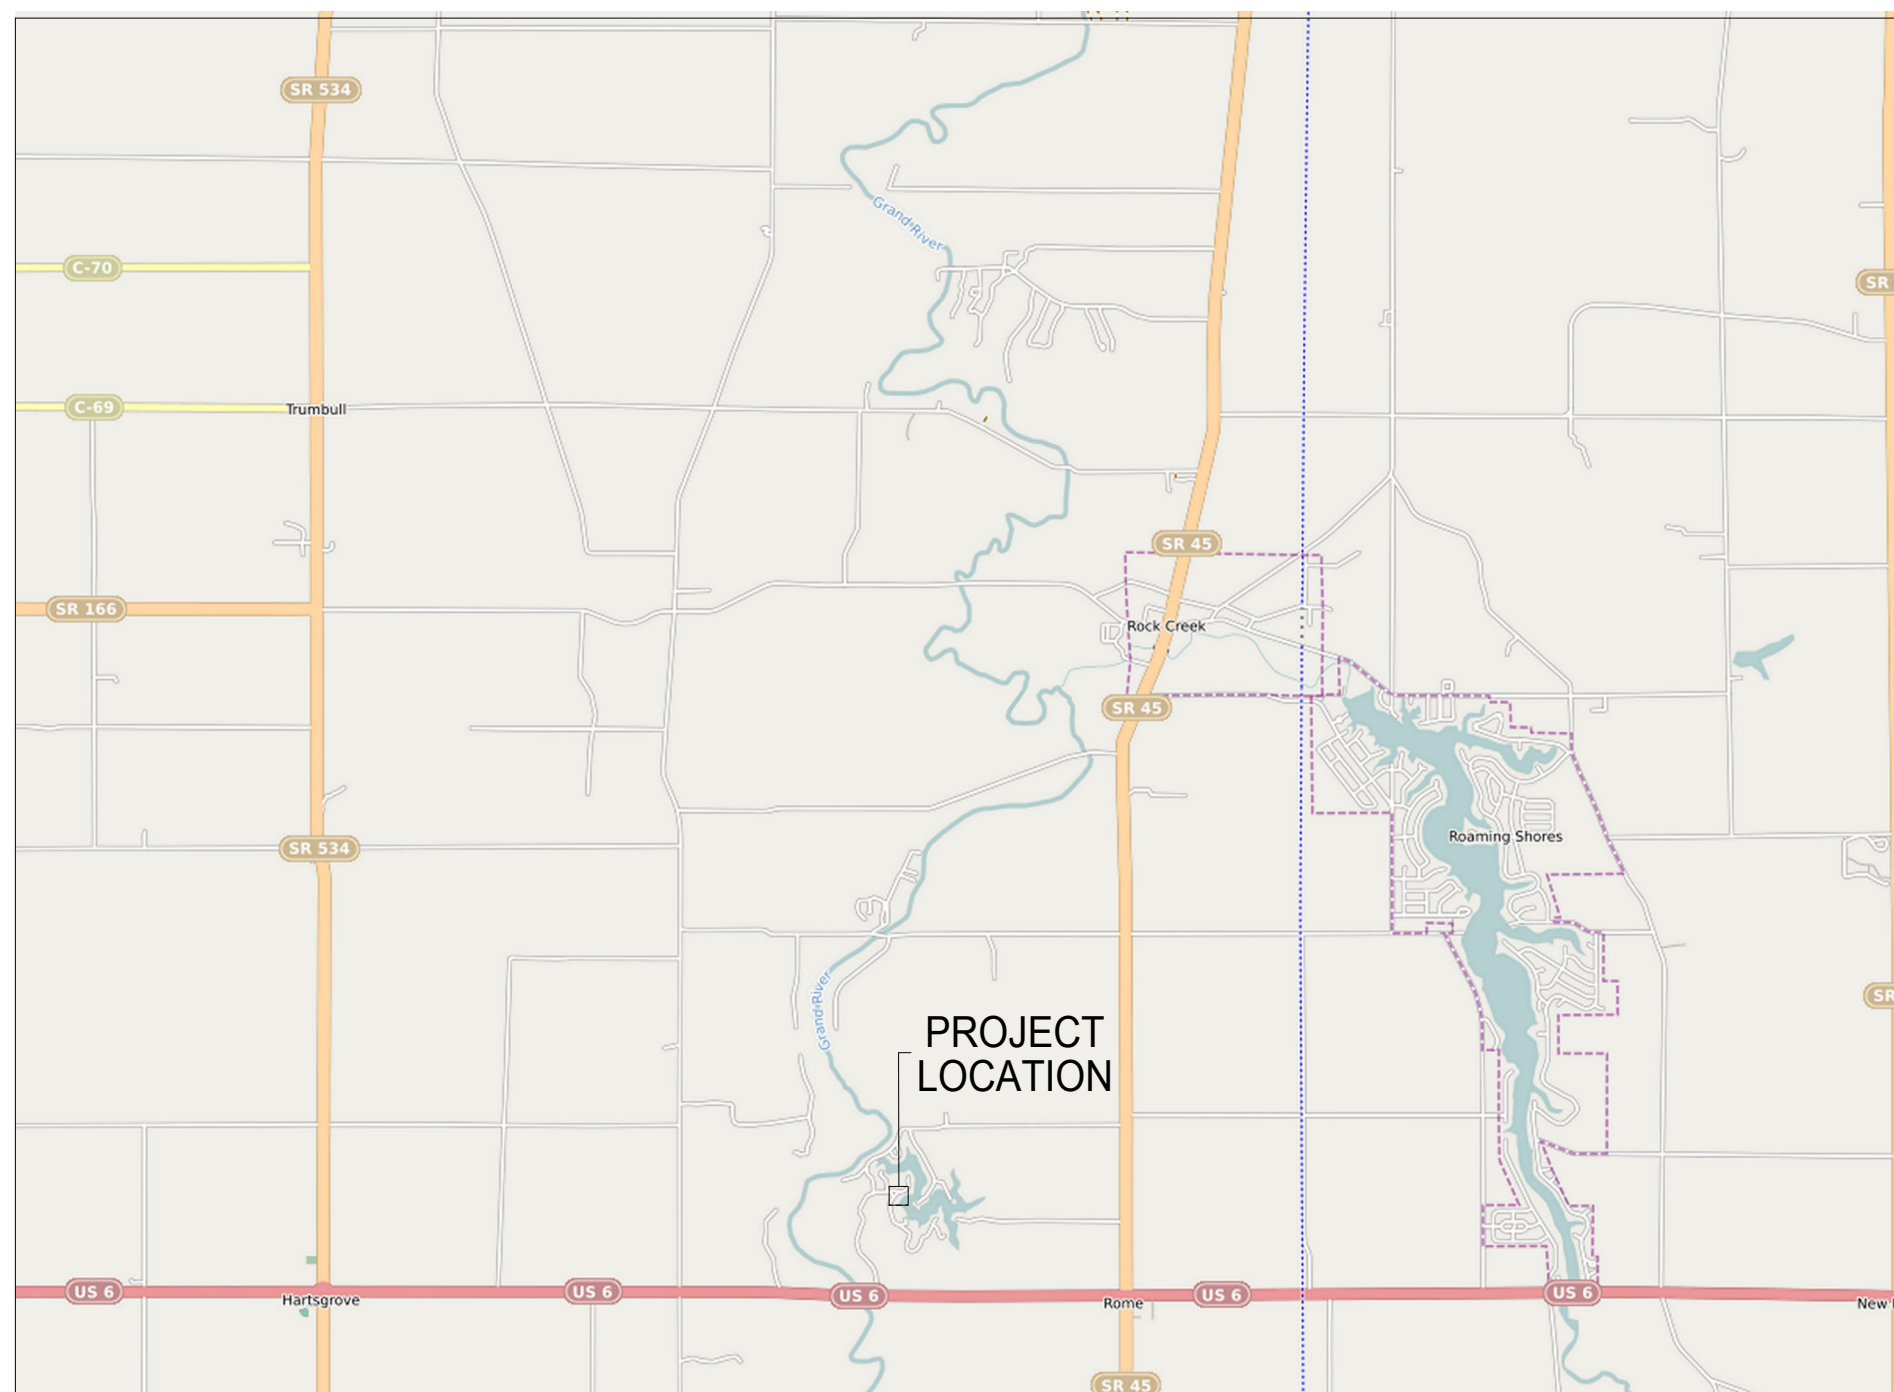 SR 534
Grand River
C-70
SR
C-69
Trumbull
SR 45
SR 166
Rock Creek
SR 45
Roaming Shores
SR 534
Grand River
SR
PROJECT
LOCATION
US 6
US 6
US 6
US 6
US 6
Hartsgrove
Rome
New
SR 45